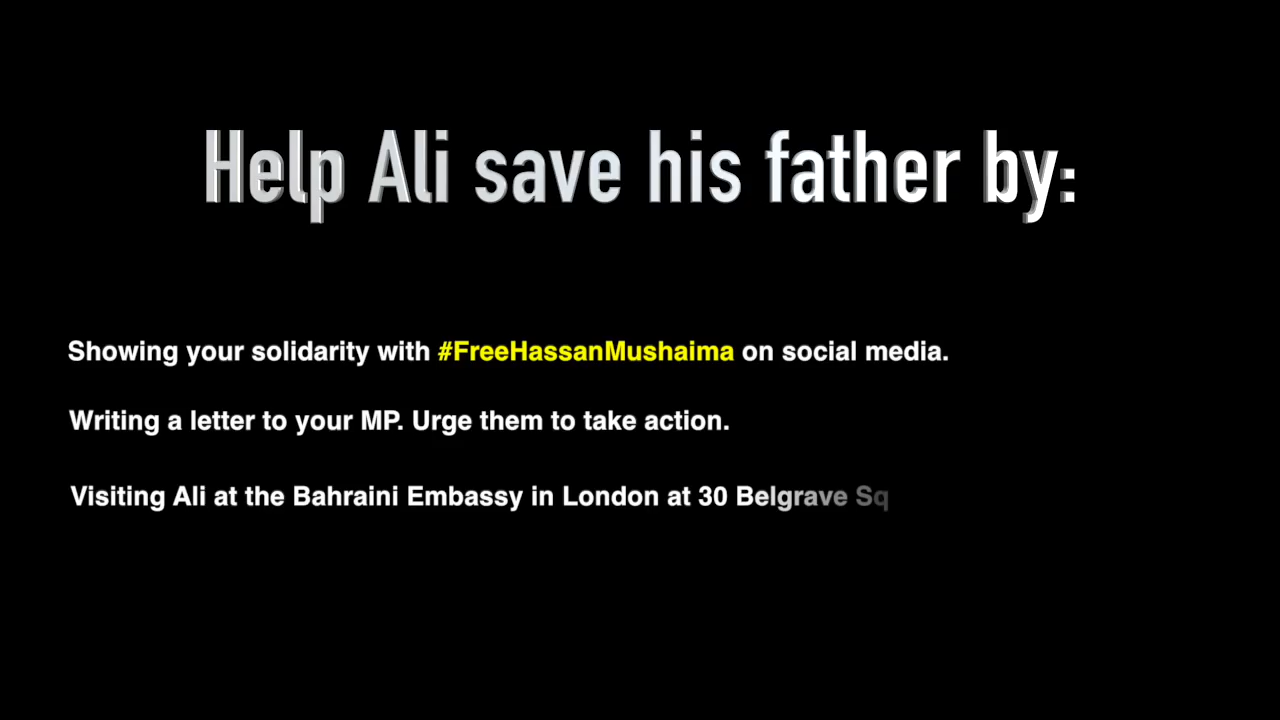 Help Ali save his father by:
Showing your solidarity with #FreeHassanMushaima on social media.
Writing a letter to your MP. Urge them to take action.
Visiting Ali at the Bahraini Embassy in London at 30 Belgrave Sq